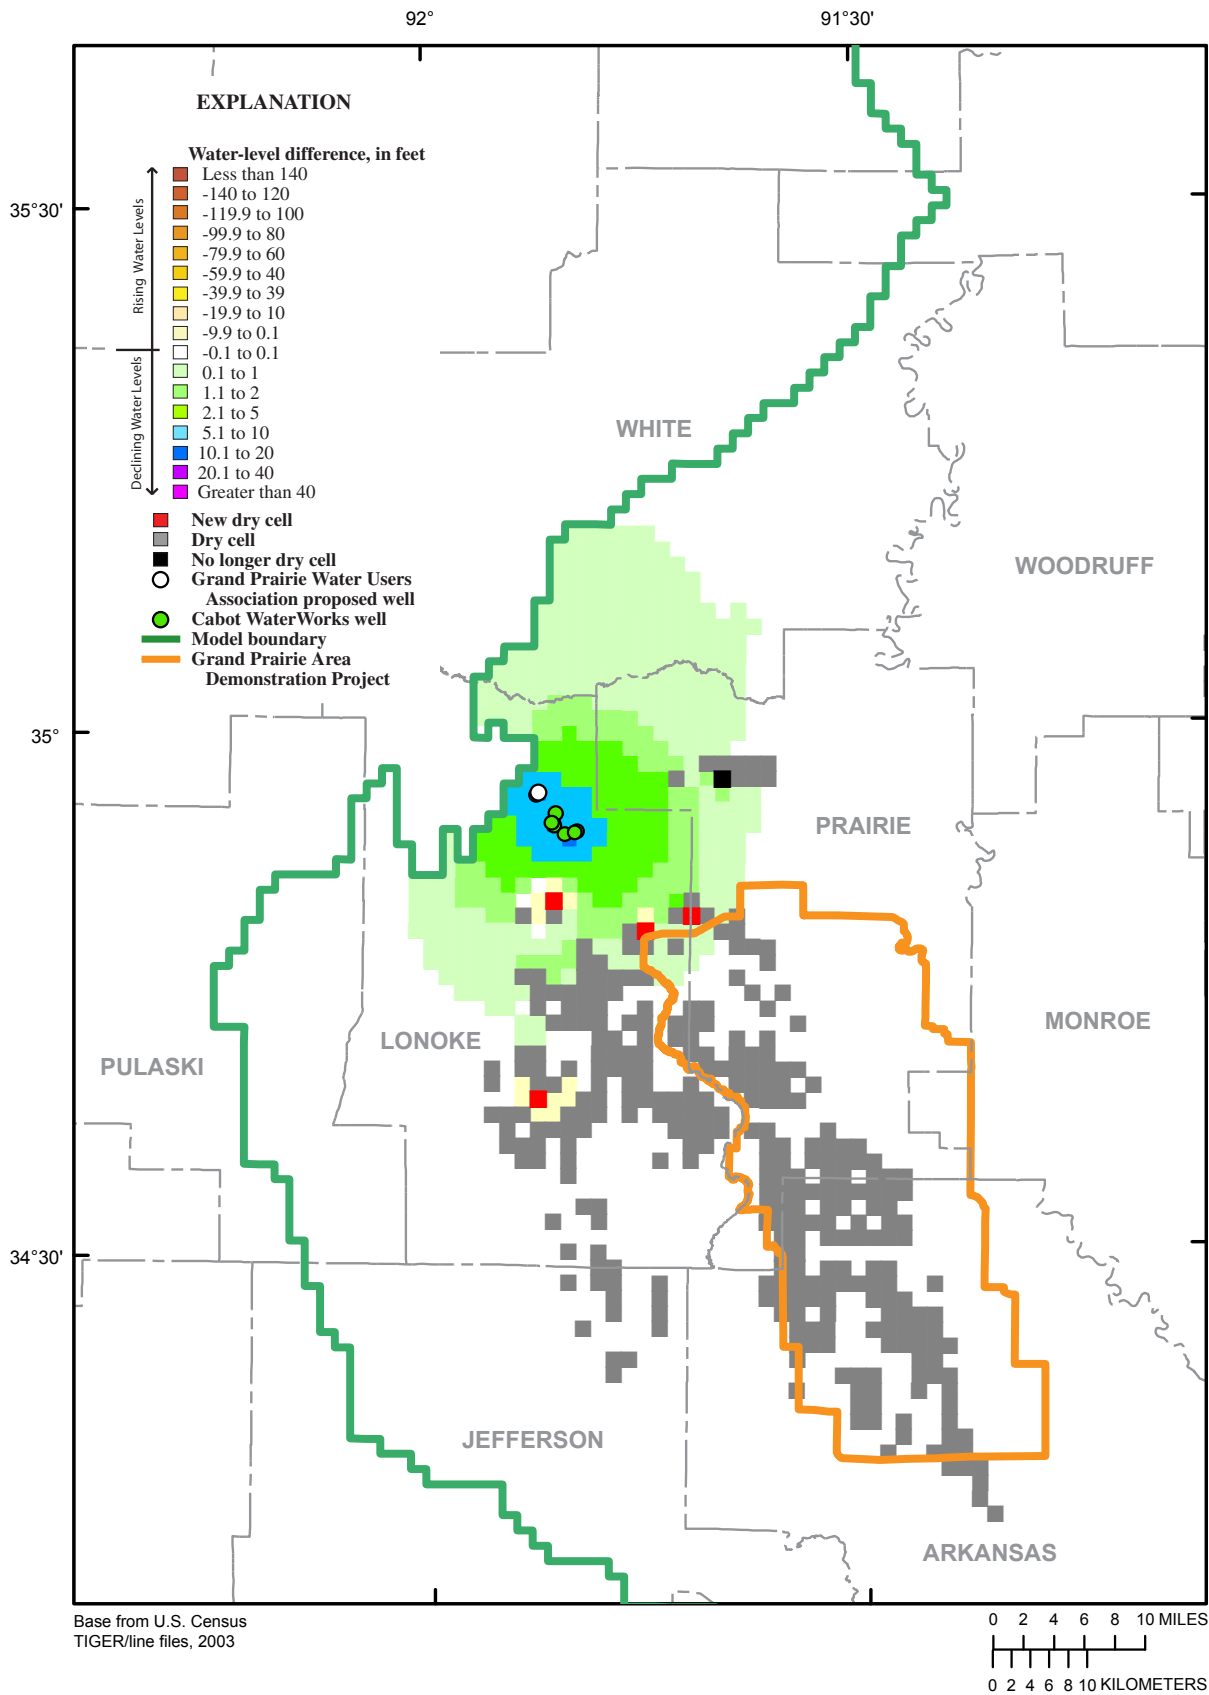 92°
91°30'
EXPLANATION
Water-level difference, in feet
Less than 140
-140 to 120
-119.9 to 100
-99.9 to 80
-79.9 to 60
-59.9 to 40
-39.9 to 39
-19.9 to 10
-9.9 to 0.1
-0.1 to 0.1
0.1 to 1
1.1 to 2
2.1 to 5
5.1 to 10
10.1 to 20
20.1 to 40
Greater than 40
Rising Water Levels
Declining Water Levels
New dry cell
Dry cell
No longer dry cell
Grand Prairie Water Users
Association proposed well
Cabot WaterWorks well
Model boundary
Grand Prairie Area
Demonstration Project
35°30'
35°
34°30'
WHITE
WOODRUFF
PRAIRIE
LONOKE
PULASKI
MONROE
JEFFERSON
ARKANSAS
Base from U.S. Census
TIGER/line files, 2003
0 2 4 6 8 10 MILES
0 2 4 6 8 10 KILOMETERS